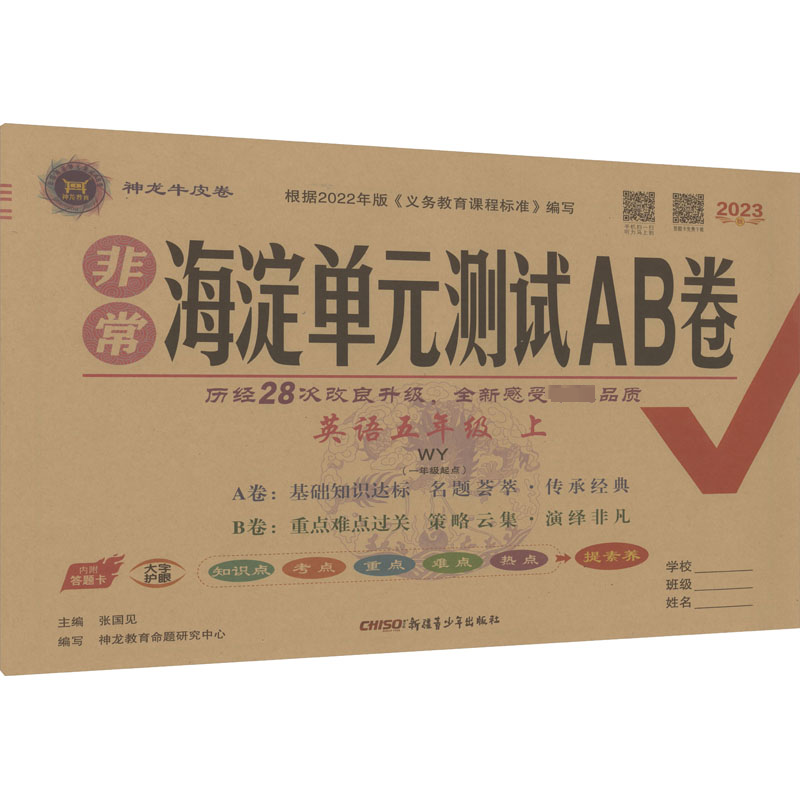 神龙教育
神龙牛皮卷
根据2022年版《义务教育课程标准》编写
2023
非常
海淀单元测试AB卷
历经28次改良升级，全新感受
品质
英语五年级 上
WY
(一年级起点)
A卷：基础知识达标 名题荟萃·传承经典
B卷：重点难点过关 策略云集·演绎非凡
内附
答题卡
大字
护眼
知识点 考点 重点 难点 热点 提素养
学校
班级
姓名
主编 张国见
编写 神龙教育命题研究中心
CHISO 新疆青少年出版社